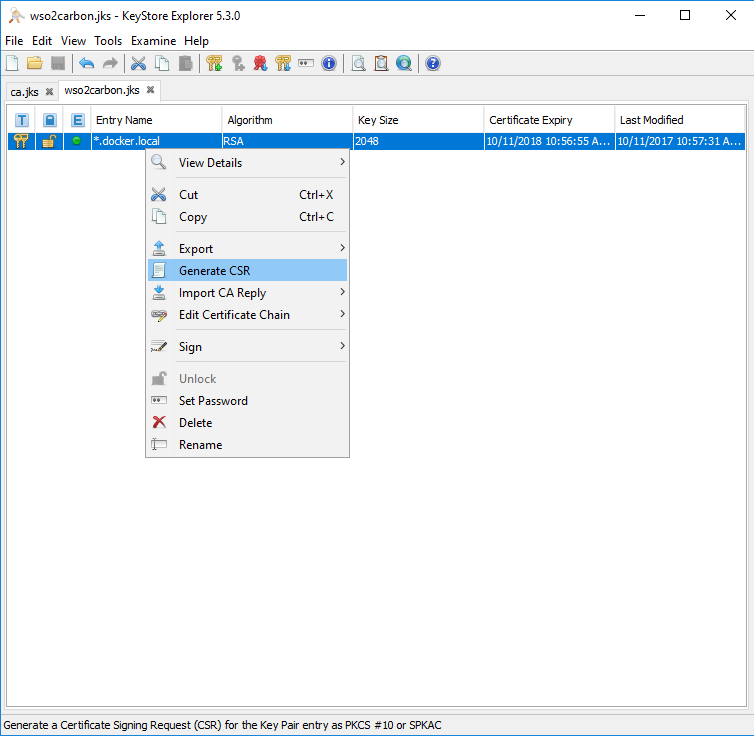 wso2carbon.jks - KeyStore Explorer 5.3.0
File Edit View Tools Examine Help
ca.jks wso2carbon.jks
T E Entry Name Algorithm Key Size Certificate Expiry Last Modified
*.docker.local RSA 2048 10/11/2018 10:56:55 A... 10/11/2017 10:57:31 A...
View Details
Cut Ctrl+X
Copy Ctrl+C
Export
Generate CSR
Import CA Reply
Edit Certificate Chain
Sign
Unlock
Set Password
Delete
Rename
Generate a Certificate Signing Request (CSR) for the Key Pair entry as PKCS #10 or SPKAC